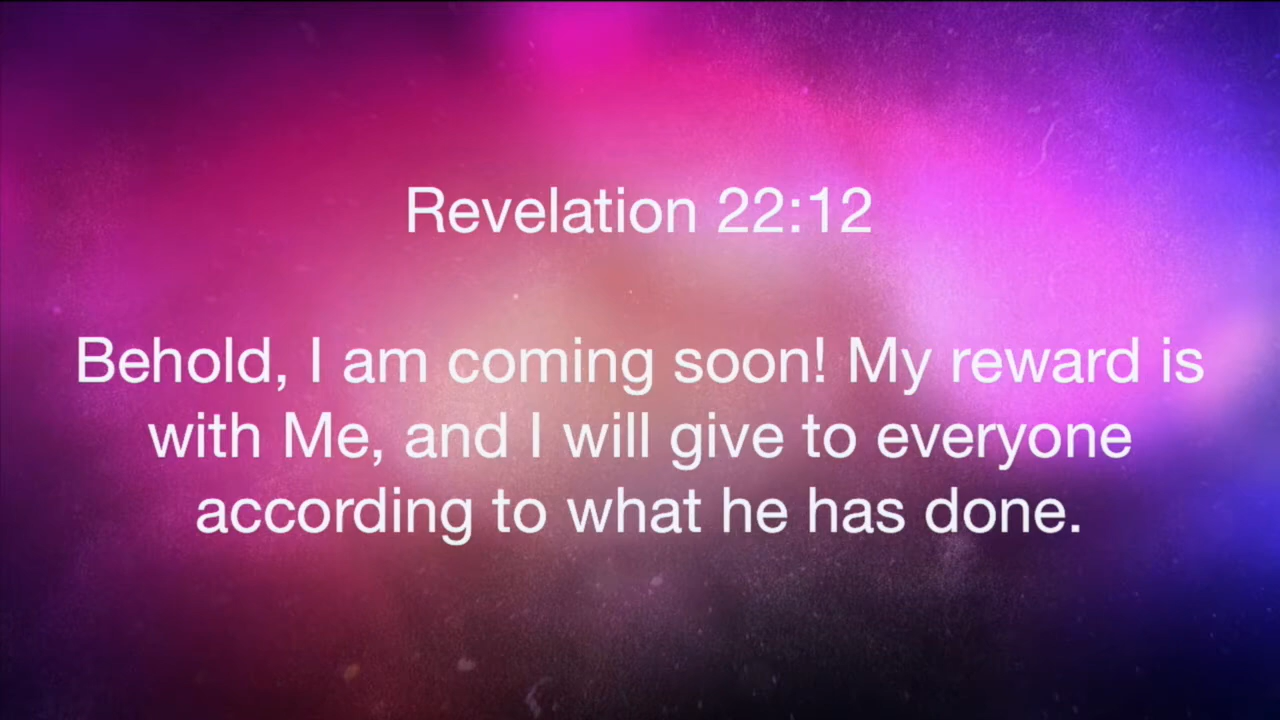 Revelation 22:12
Behold, I am coming soon! My reward is
with Me, and I will give to everyone
according to what he has done.